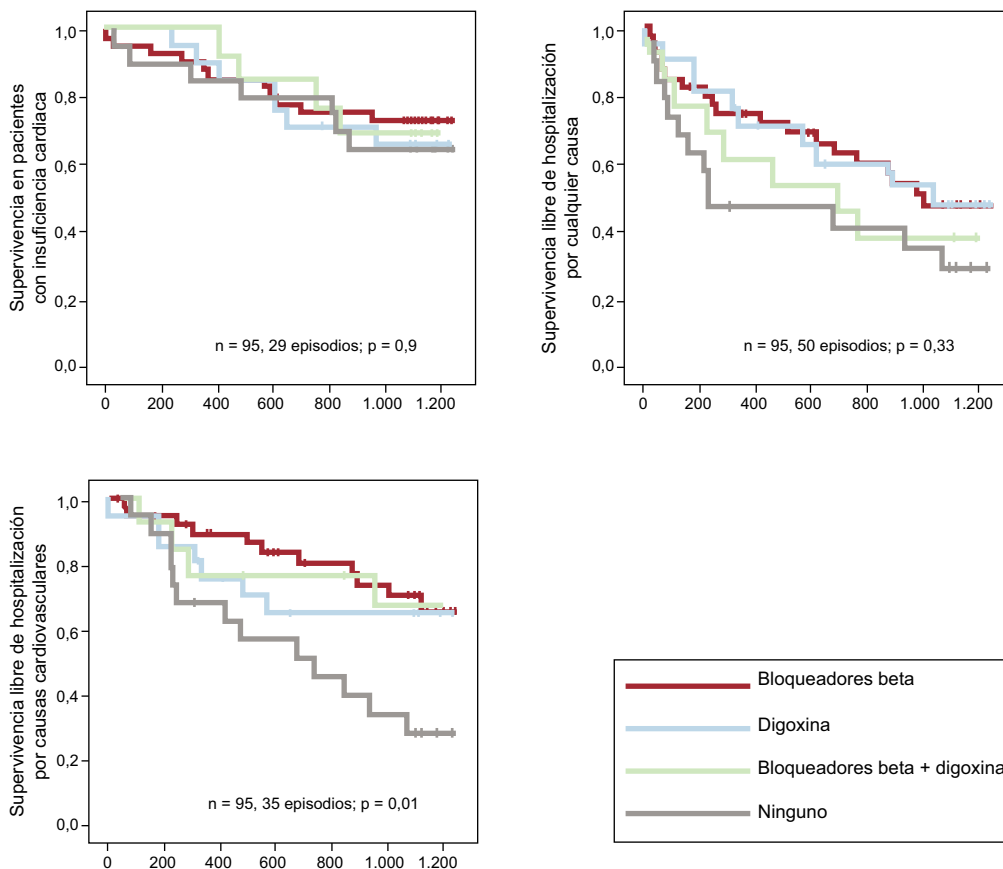 Supervivencia en pacientes
con insuficiencia cardiaca
1,0
0,8
0,6
0,4
0,2
0,0
n = 95, 29 episodios; p = 0,9
0 200 400 600 800 1.000 1.200
Supervivencia libre de hospitalización
por cualquier causa
1,0
0,8
0,6
0,4
0,2
0,0
n = 95, 50 episodios; p = 0,33
0 200 400 600 800 1.000 1.200
Supervivencia libre de hospitalización
por causas cardiovasculares
1,0
0,8
0,6
0,4
0,2
0,0
n = 95, 35 episodios; p = 0,01
0 200 400 600 800 1.000 1.200
Bloqueadores beta
Digoxina
Bloqueadores beta + digoxina
Ninguno